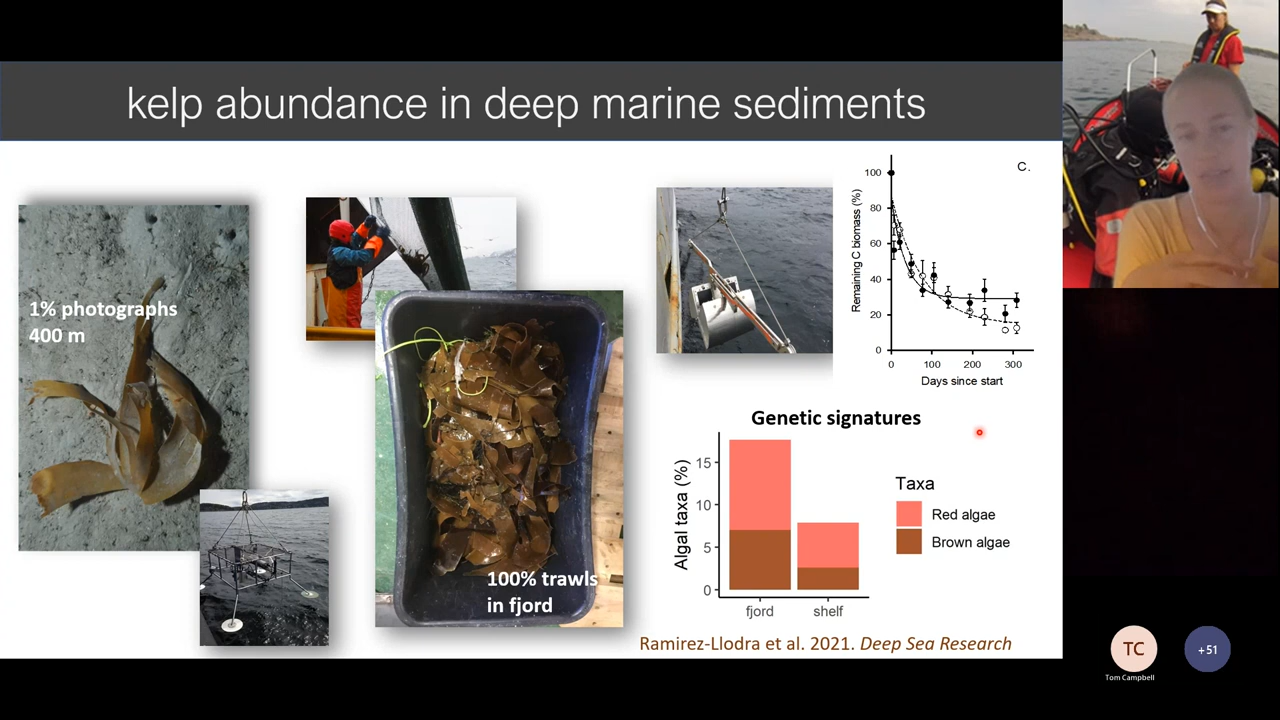 kelp abundance in deep marine sediments
1% photographs
400 m
100% trawls
in fjord
C.
Remaining C biomass (%)
100
80
60
40
20
0
0 100 200 300
Days since start
Genetic signatures
Algal taxa (%)
15
10
5
0
fjord shelf
Taxa
Red algae
Brown algae
Ramirez-Llodra et al. 2021. Deep Sea Research
TC
Tom Campbell
+51